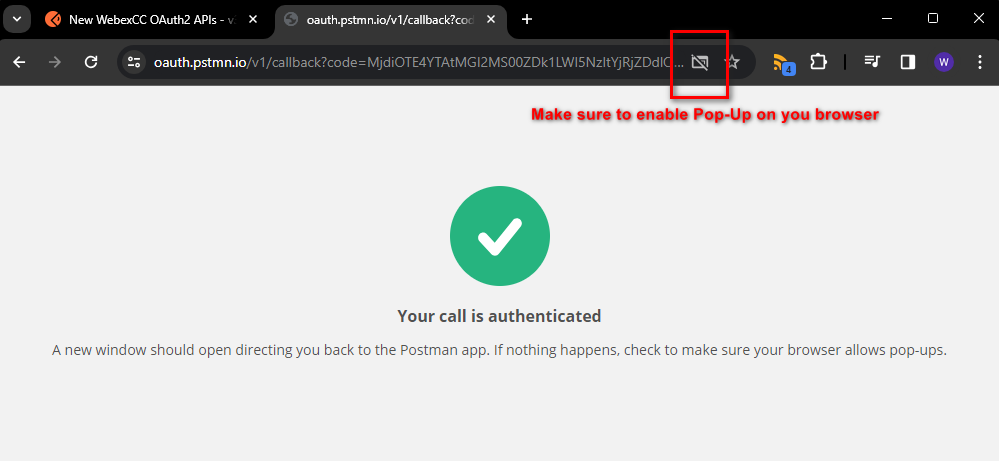 New WebexCC OAuth2 APIs - v.
oauth.pstmn.io/v1/callback?cod
oauth.pstmn.io/v1/callback?code=MjdiOTE4YTAtMGI2MS00ZDk1LWI5NzItYjRjZDdlO...
4
W
Make sure to enable Pop-Up on you browser
Your call is authenticated
A new window should open directing you back to the Postman app. If nothing happens, check to make sure your browser allows pop-ups.